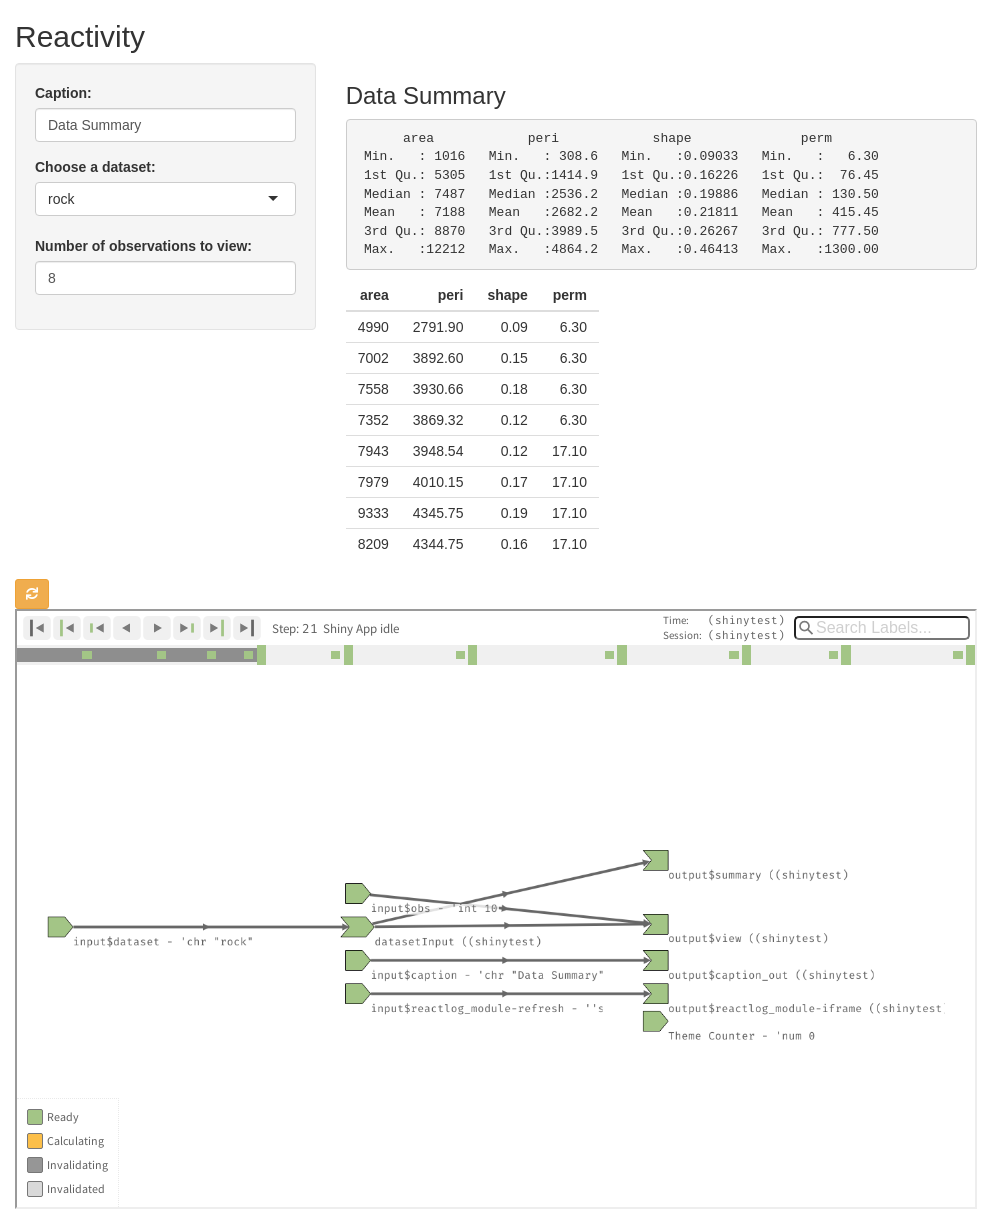 Reactivity
Caption:
Data Summary
Choose a dataset:
rock
Number of observations to view:
8
Data Summary
area peri shape perm
Min. : 1016 Min. : 308.6 Min. :0.09033 Min. : 6.30
1st Qu.: 5305 1st Qu.:1414.9 1st Qu.:0.16226 1st Qu.: 76.45
Median : 7487 Median :2536.2 Median :0.19886 Median : 130.50
Mean : 7188 Mean :2682.2 Mean :0.21811 Mean : 415.45
3rd Qu.: 8870 3rd Qu.:3989.5 3rd Qu.:0.26267 3rd Qu.: 777.50
Max. :12212 Max. :4864.2 Max. :0.46413 Max. :1300.00
area peri shape perm
4990 2791.90 0.09 6.30
7002 3892.60 0.15 6.30
7558 3930.66 0.18 6.30
7352 3869.32 0.12 6.30
7943 3948.54 0.12 17.10
7979 4010.15 0.17 17.10
9333 4345.75 0.19 17.10
8209 4344.75 0.16 17.10
Step: 21 Shiny App idle
Time: (shinytest)
Session: (shinytest)
Search Labels...
output$summary ((shinytest)
input$obs - 'int 10
input$dataset - 'chr "rock"
datasetInput ((shinytest)
output$view ((shinytest)
input$caption - 'chr "Data Summary"
output$caption_out ((shinytest)
input$reactlog_module-refresh - ''s
output$reactlog_module-iframe ((shinytest
Theme Counter - 'num 0
Ready
Calculating
Invalidating
Invalidated